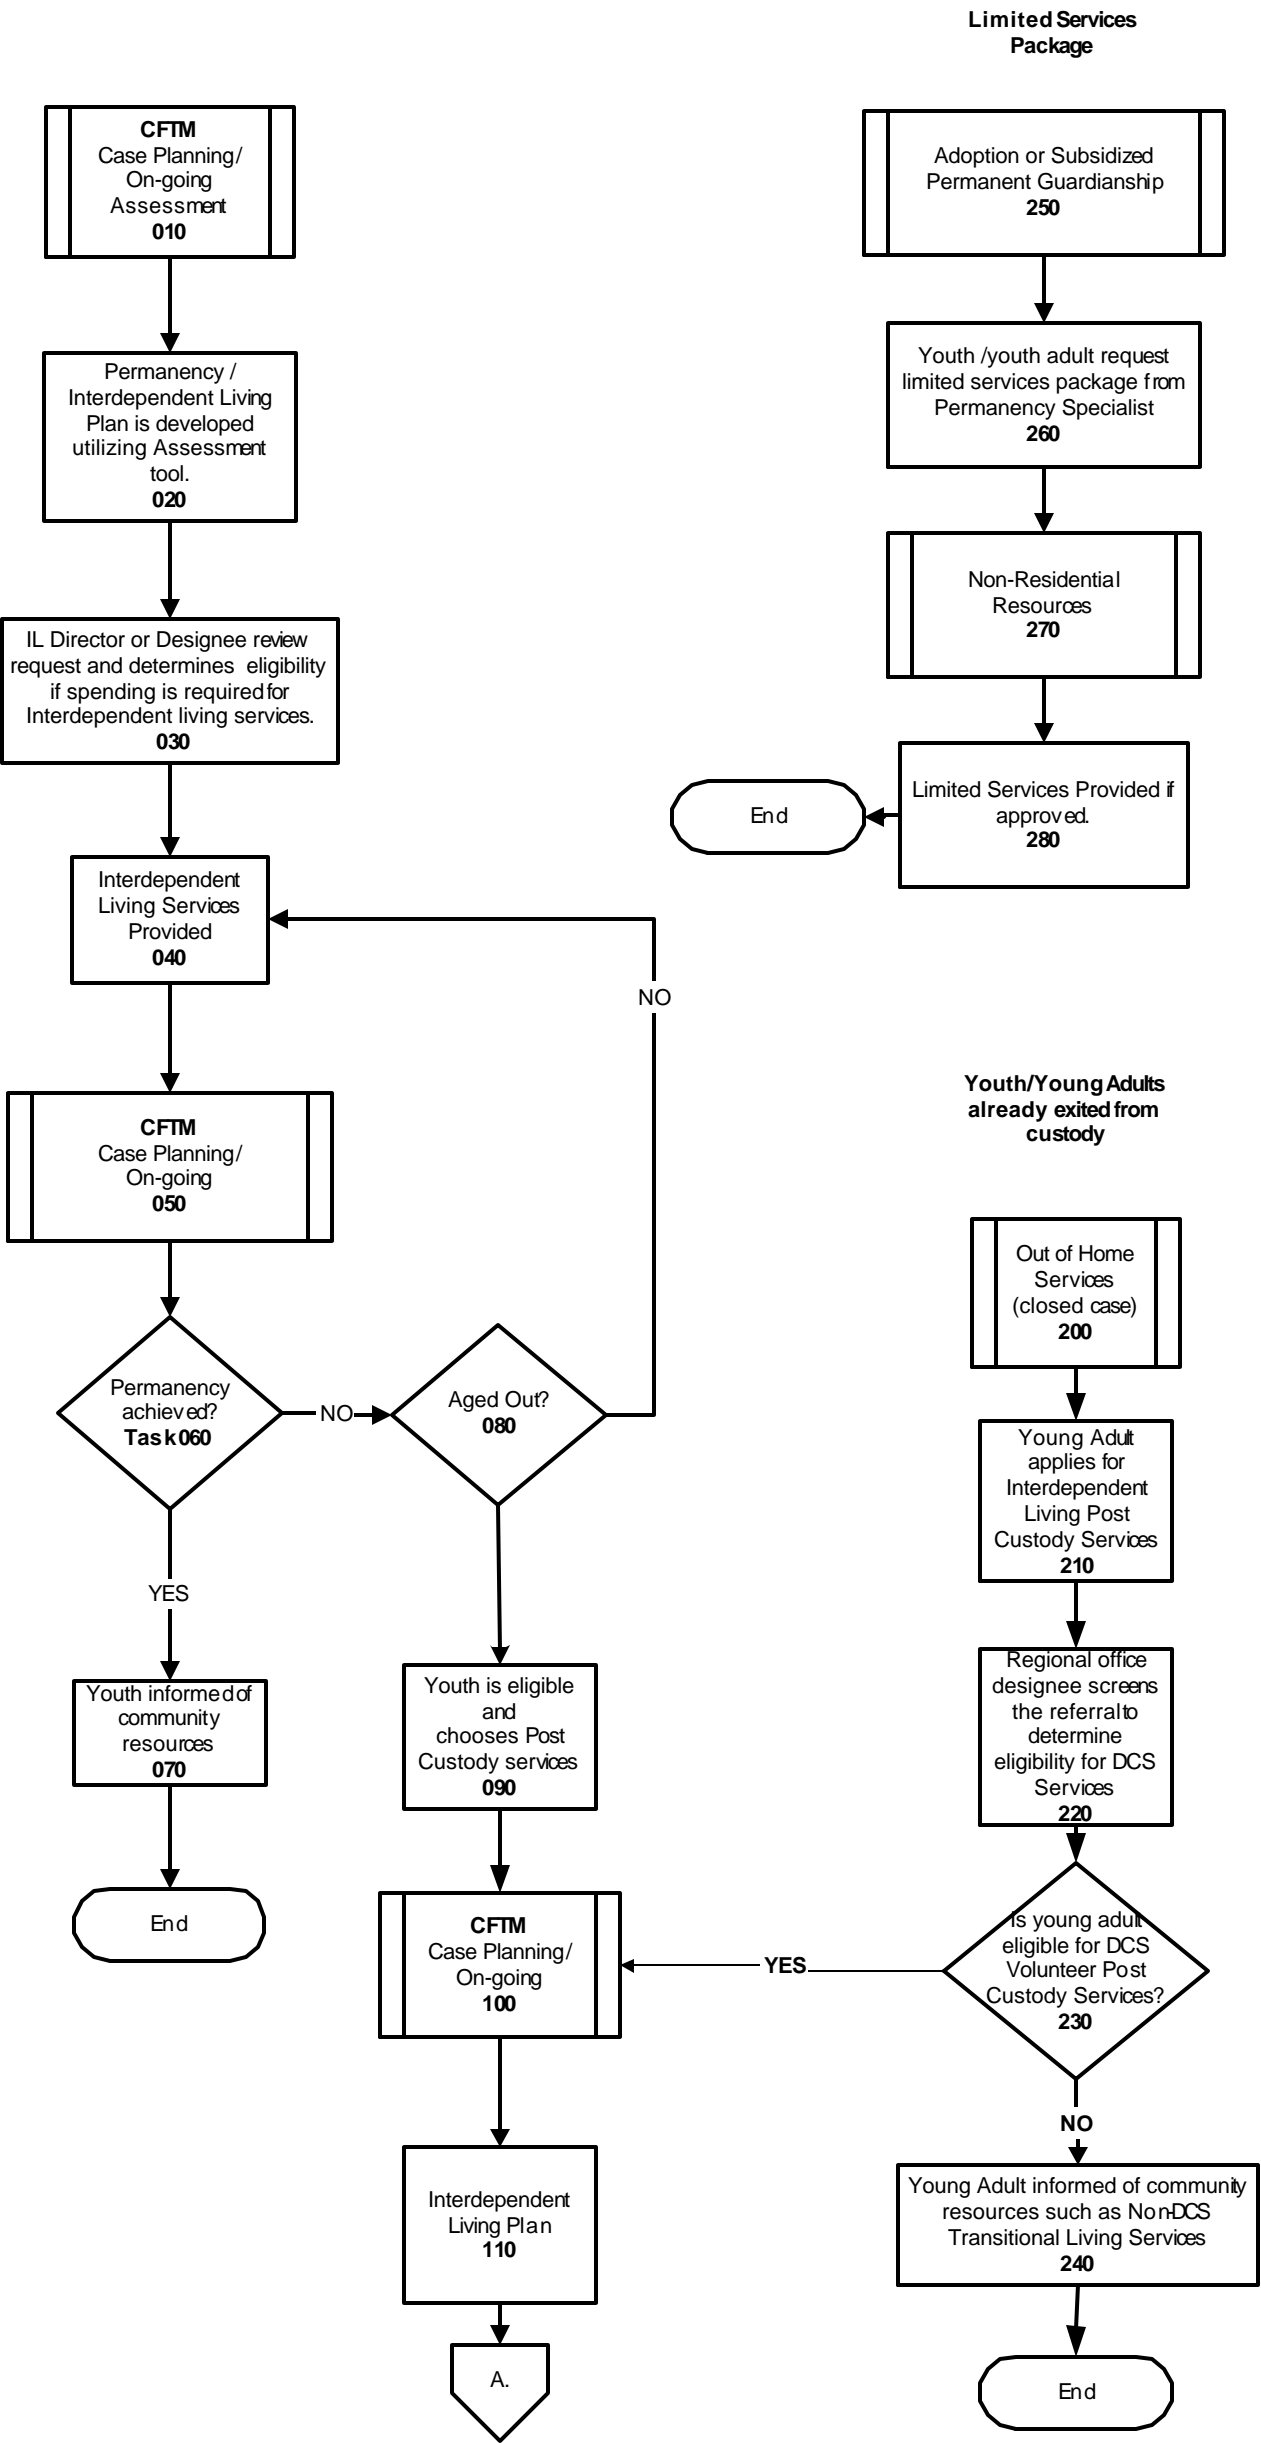 Limited Services
Package
CFTM
Case Planning/
On-going
Assessment
010
Permanency /
Interdependent Living
Plan is developed
utilizing Assessment
tool.
020
IL Director or Designee review
request and determines eligibility
if spending is required for
Interdependent living services.
030
Interdependent
Living Services
Provided
040
CFTM
Case Planning/
On-going
050
Permanency
achieved?
Task 060
NO
Aged Out?
080
NO
YES
Youth informed of
community
resources
070
End
Youth is eligible
and
chooses Post
Custody services
090
CFTM
Case Planning/
On-going
100
Interdependent
Living Plan
110
A.
Adoption or Subsidized
Permanent Guardianship
250
Youth /youth adult request
limited services package from
Permanency Specialist
260
Non-Residential
Resources
270
Limited Services Provided if
approved.
280
End
Youth/Young Adults
already exited from
custody
Out of Home
Services
(closed case)
200
Young Adult
applies for
Interdependent
Living Post
Custody Services
210
Regional office
designee screens
the referral to
determine
eligibility for DCS
Services
220
Is young adult
eligible for DCS
Volunteer Post
Custody Services?
230
YES
NO
Young Adult informed of community
resources such as Non-DCS
Transitional Living Services
240
End